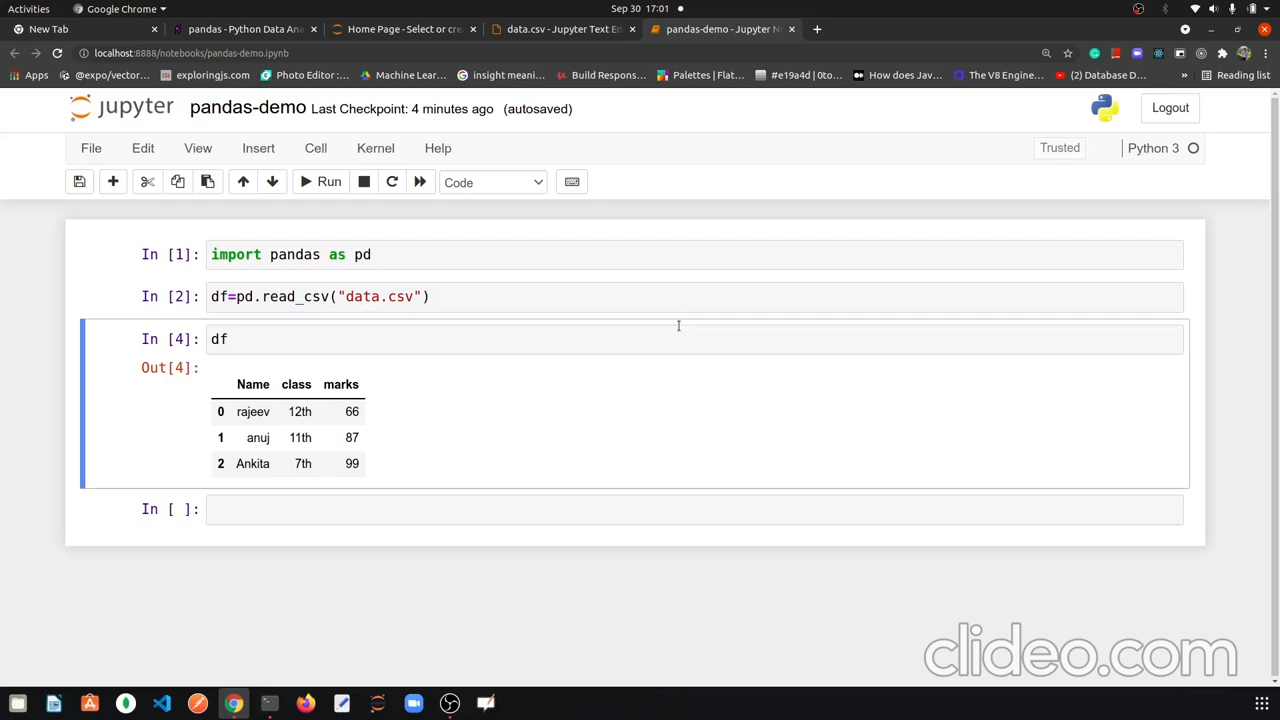 Activities Google Chrome Sep 30 17:01
New Tab pandas - Python Data Ana Home Page - Select or cre data.csv - Jupyter Text Ed pandas-demo - Jupyter N
localhost:8888/notebooks/pandas-demo.ipynb
Apps @expo/vector... exploringjs.com Photo Editor :... Machine Lear... insight meani... Build Respons... Palettes | Flat... #e19a4d | 0to... How does Jav... The V8 Engine... (2) Database D... » Reading list
jupyter pandas-demo Last Checkpoint: 4 minutes ago (autosaved) Logout
File Edit View Insert Cell Kernel Help Trusted Python 3
Run Code
In [1]: import pandas as pd
In [2]: df=pd.read_csv("data.csv")
In [4]: df
Out[4]:
Name class marks
0 rajeev 12th 66
1 anuj 11th 87
2 Ankita 7th 99
In [ ]:
clideo.com